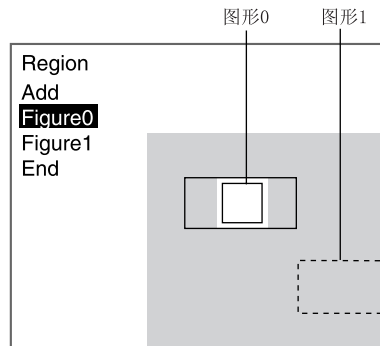 图形0 图形1
Region
Add
Figure0
Figure1
End